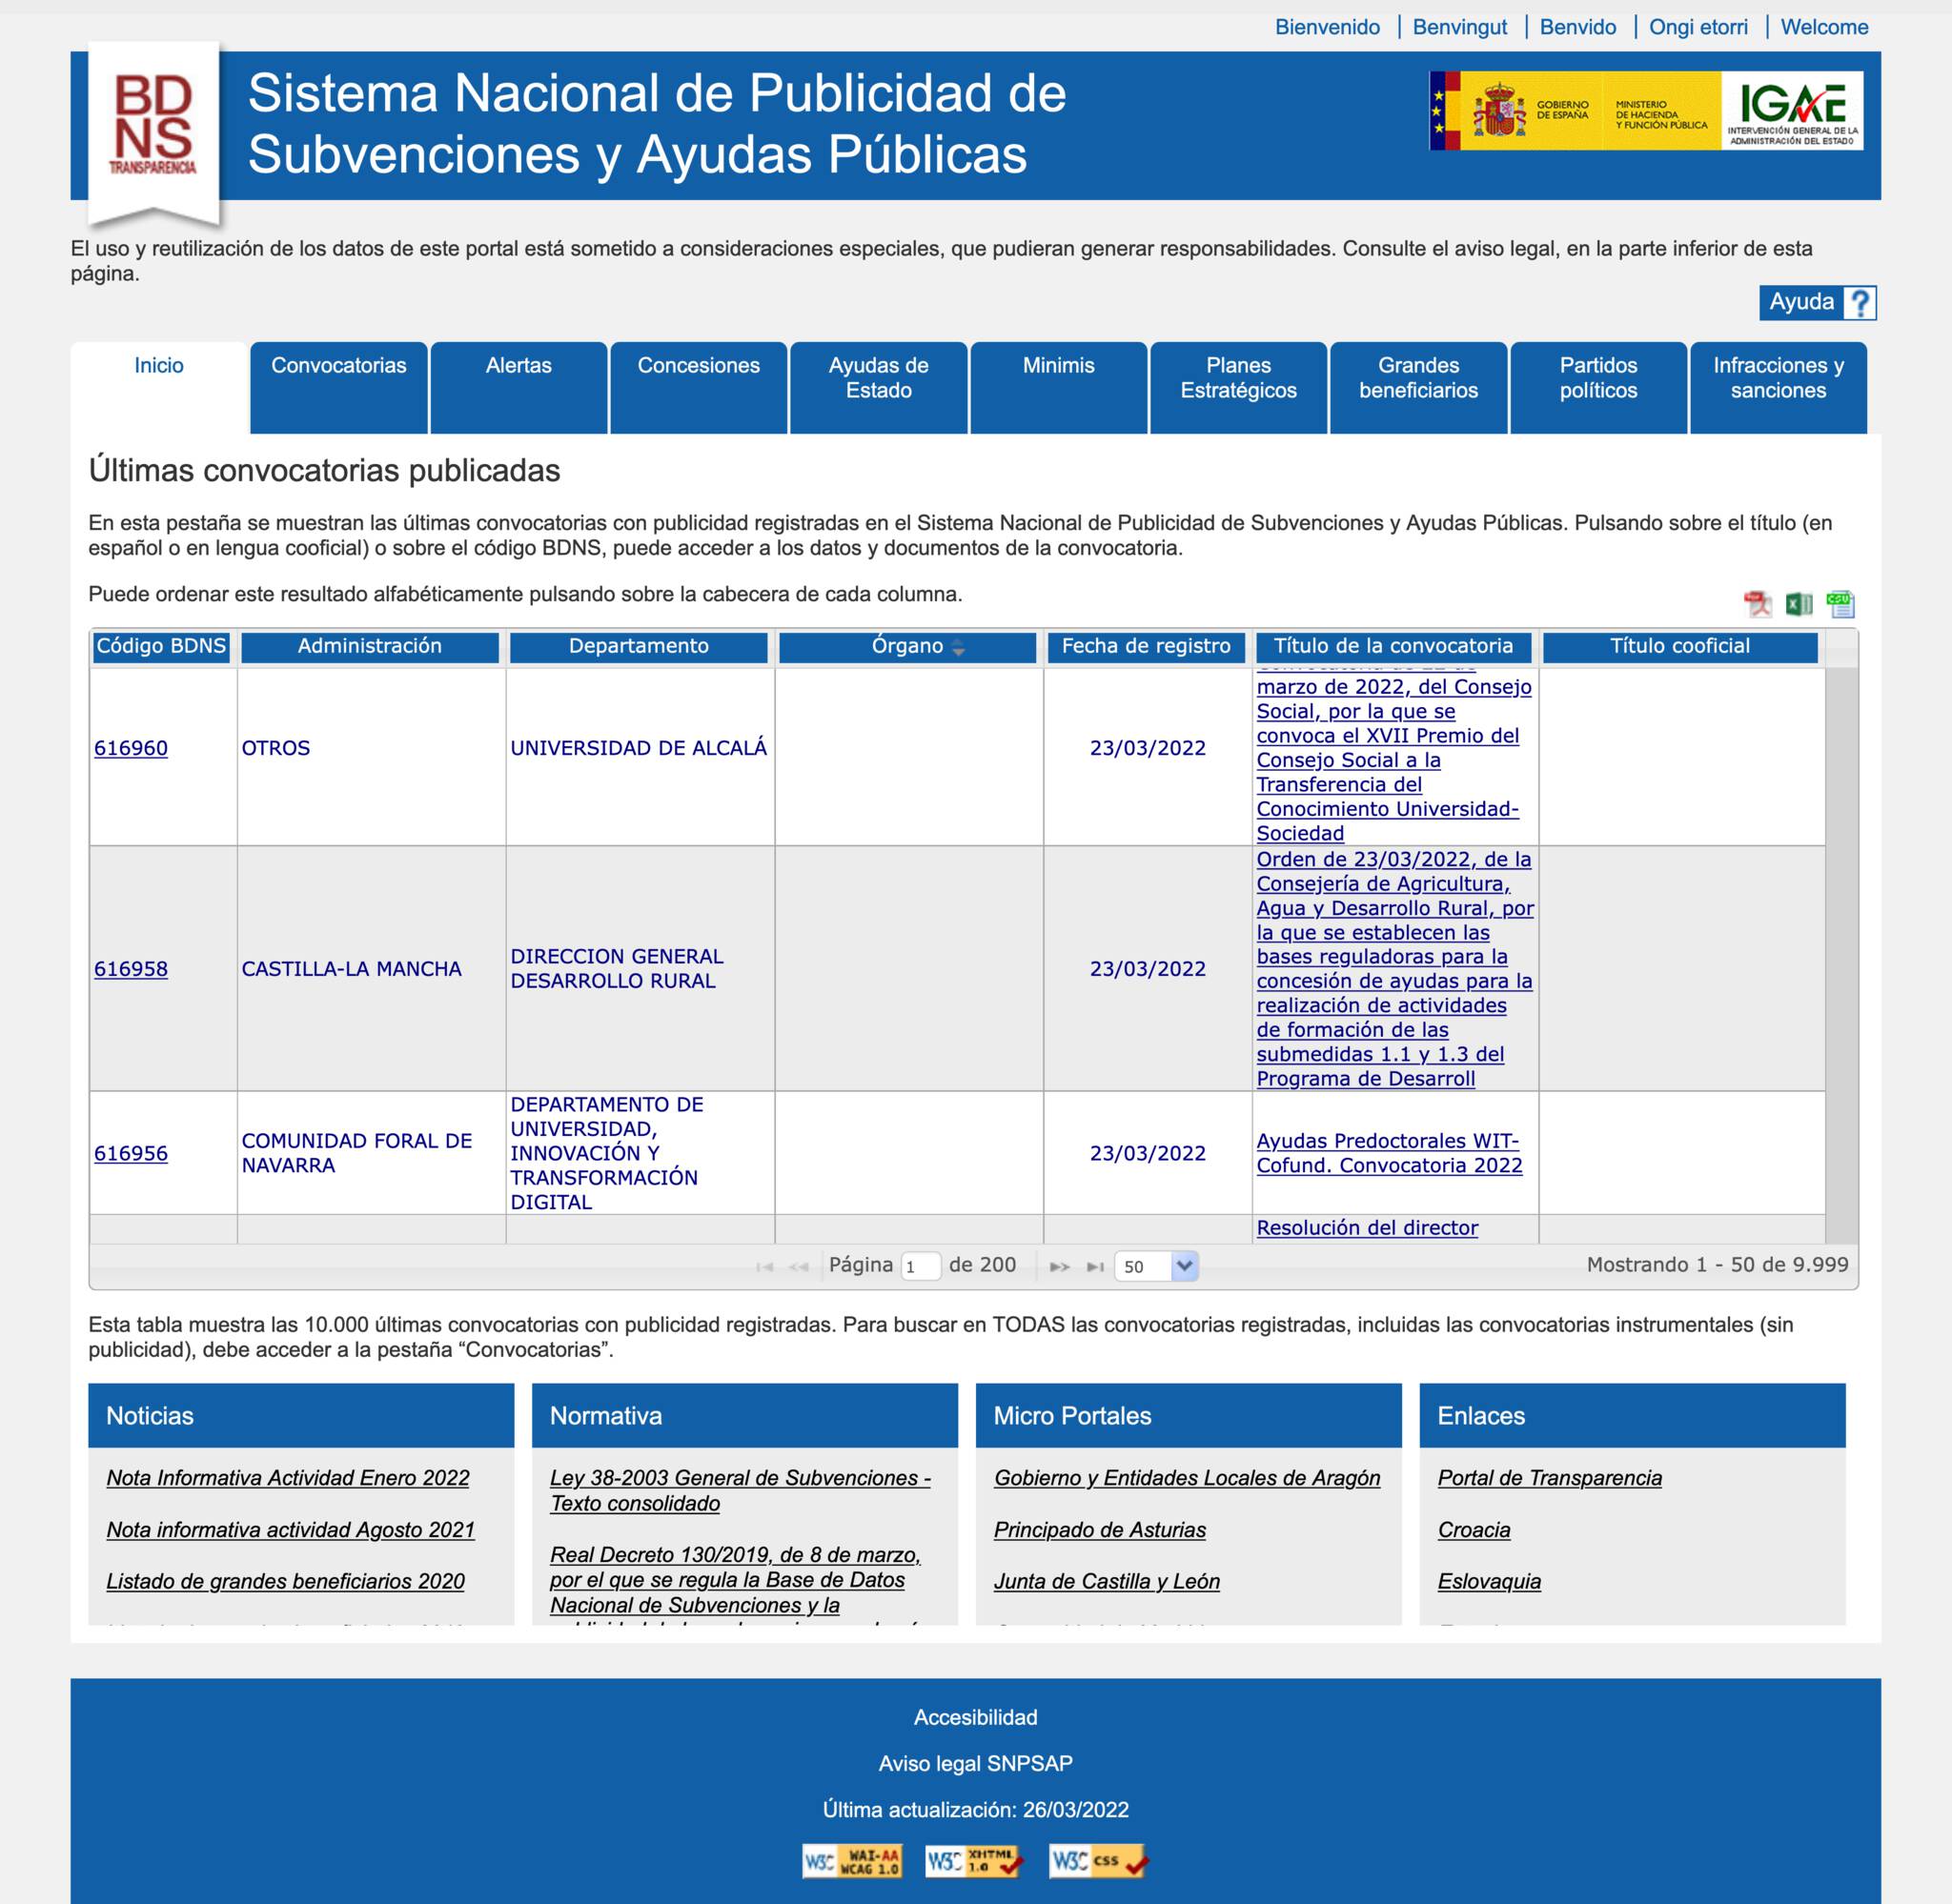 Bienvenido | Benvingut | Benvido | Ongi etorri | Welcome
BD
NS
TRANSPARENCIA
Sistema Nacional de Publicidad de
Subvenciones y Ayudas Públicas
GOBIERNO
DE ESPAÑA
MINISTERIO
DE HACIENDA
Y FUNCIÓN PÚBLICA
IGAE
INTERVENCIÓN GENERAL DE LA
ADMINISTRACIÓN DEL ESTADO
El uso y reutilización de los datos de este portal está sometido a consideraciones especiales, que pudieran generar responsabilidades. Consulte el aviso legal, en la parte inferior de esta
página.
Ayuda ?
Inicio
Convocatorias
Alertas
Concesiones
Ayudas de
Estado
Minimis
Planes
Estratégicos
Grandes
beneficiarios
Partidos
políticos
Infracciones y
sanciones
Últimas convocatorias publicadas
En esta pestaña se muestran las últimas convocatorias con publicidad registradas en el Sistema Nacional de Publicidad de Subvenciones y Ayudas Públicas. Pulsando sobre el título (en
español o en lengua cooficial) o sobre el código BDNS, puede acceder a los datos y documentos de la convocatoria.
Puede ordenar este resultado alfabéticamente pulsando sobre la cabecera de cada columna.
Código BDNS Administración Departamento Órgano Fecha de registro Título de la convocatoria Título cooficial
616960
OTROS
UNIVERSIDAD DE ALCALÁ
23/03/2022
marzo de 2022, del Consejo
Social, por la que se
convoca el XVII Premio del
Consejo Social a la
Transferencia del
Conocimiento Universidad-
Sociedad
616958
CASTILLA-LA MANCHA
DIRECCION GENERAL
DESARROLLO RURAL
23/03/2022
Orden de 23/03/2022, de la
Consejería de Agricultura,
Agua y Desarrollo Rural, por
la que se establecen las
bases reguladoras para la
concesión de ayudas para la
realización de actividades
de formación de las
submedidas 1.1 y 1.3 del
Programa de Desarroll
616956
COMUNIDAD FORAL DE
NAVARRA
DEPARTAMENTO DE
UNIVERSIDAD,
INNOVACIÓN Y
TRANSFORMACIÓN
DIGITAL
23/03/2022
Ayudas Predoctorales WIT-
Cofund. Convocatoria 2022
Resolución del director
Página 1 de 200 50 Mostrando 1 - 50 de 9.999
Esta tabla muestra las 10.000 últimas convocatorias con publicidad registradas. Para buscar en TODAS las convocatorias registradas, incluidas las convocatorias instrumentales (sin
publicidad), debe acceder a la pestaña “Convocatorias”.
Noticias
Nota Informativa Actividad Enero 2022
Nota informativa actividad Agosto 2021
Listado de grandes beneficiarios 2020
Normativa
Ley 38-2003 General de Subvenciones -
Texto consolidado
Real Decreto 130/2019, de 8 de marzo,
por el que se regula la Base de Datos
Nacional de Subvenciones y la
Micro Portales
Gobierno y Entidades Locales de Aragón
Principado de Asturias
Junta de Castilla y León
Enlaces
Portal de Transparencia
Croacia
Eslovaquia
Accesibilidad
Aviso legal SNPSAP
Última actualización: 26/03/2022
W3C WAI-AA
WCAG 1.0
W3C XHTML
1.0
W3C css